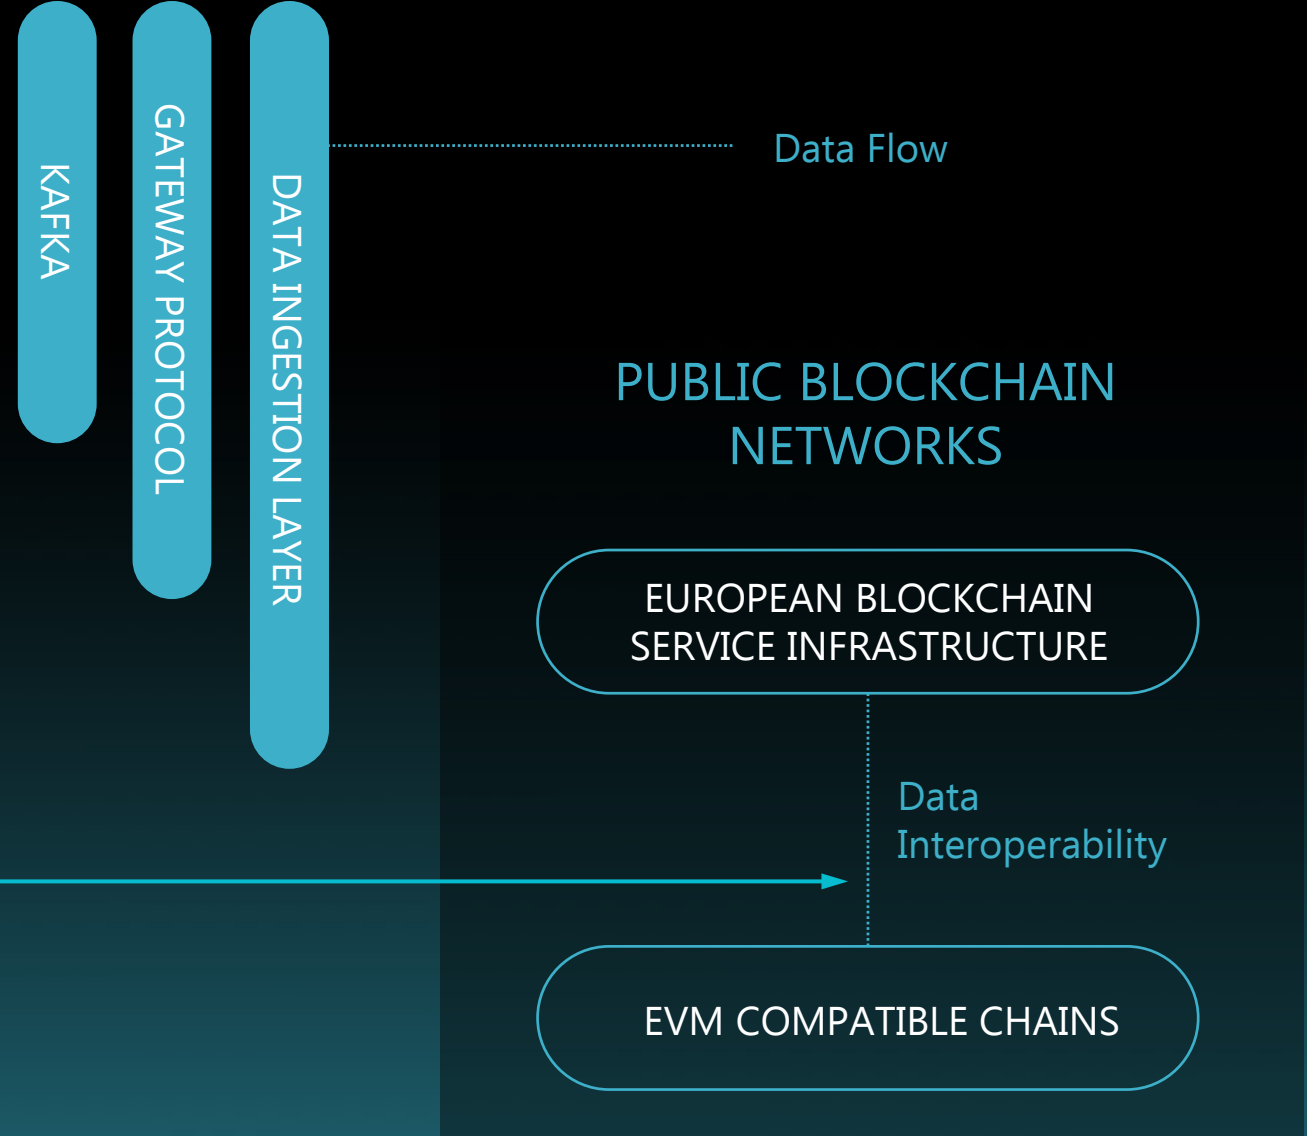 KAFKA
GATEWAY PROTOCOL
DATA INGESTION LAYER
Data Flow
PUBLIC BLOCKCHAIN
NETWORKS
EUROPEAN BLOCKCHAIN
SERVICE INFRASTRUCTURE
Data
Interoperability
EVM COMPATIBLE CHAINS